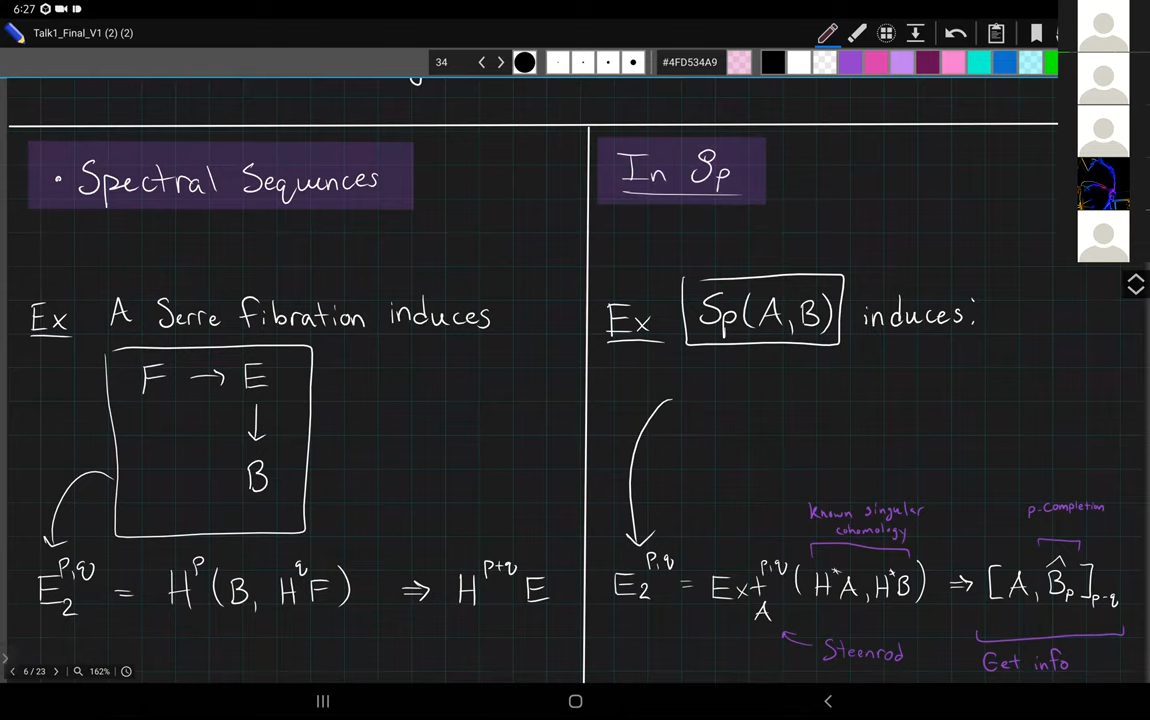 6:27
Talk1_Final_V1 (2) (2)
34
#4FD534A9
• Spectral Sequences
Ex A Serre fibration induces
F → E
↓
B
E₂^{p,q} = H^p(B, H^q F) ⇒ H^{p+q} E
In Sp
Ex Sp(A, B) induces:
Known singular
cohomology
p-Completion
E₂^{p,q} = Ext_A^{p,q}(H^*A, H^*B) ⇒ [A, B̂_p]_{p-q}
Steenrod
Get info
6/23
162%